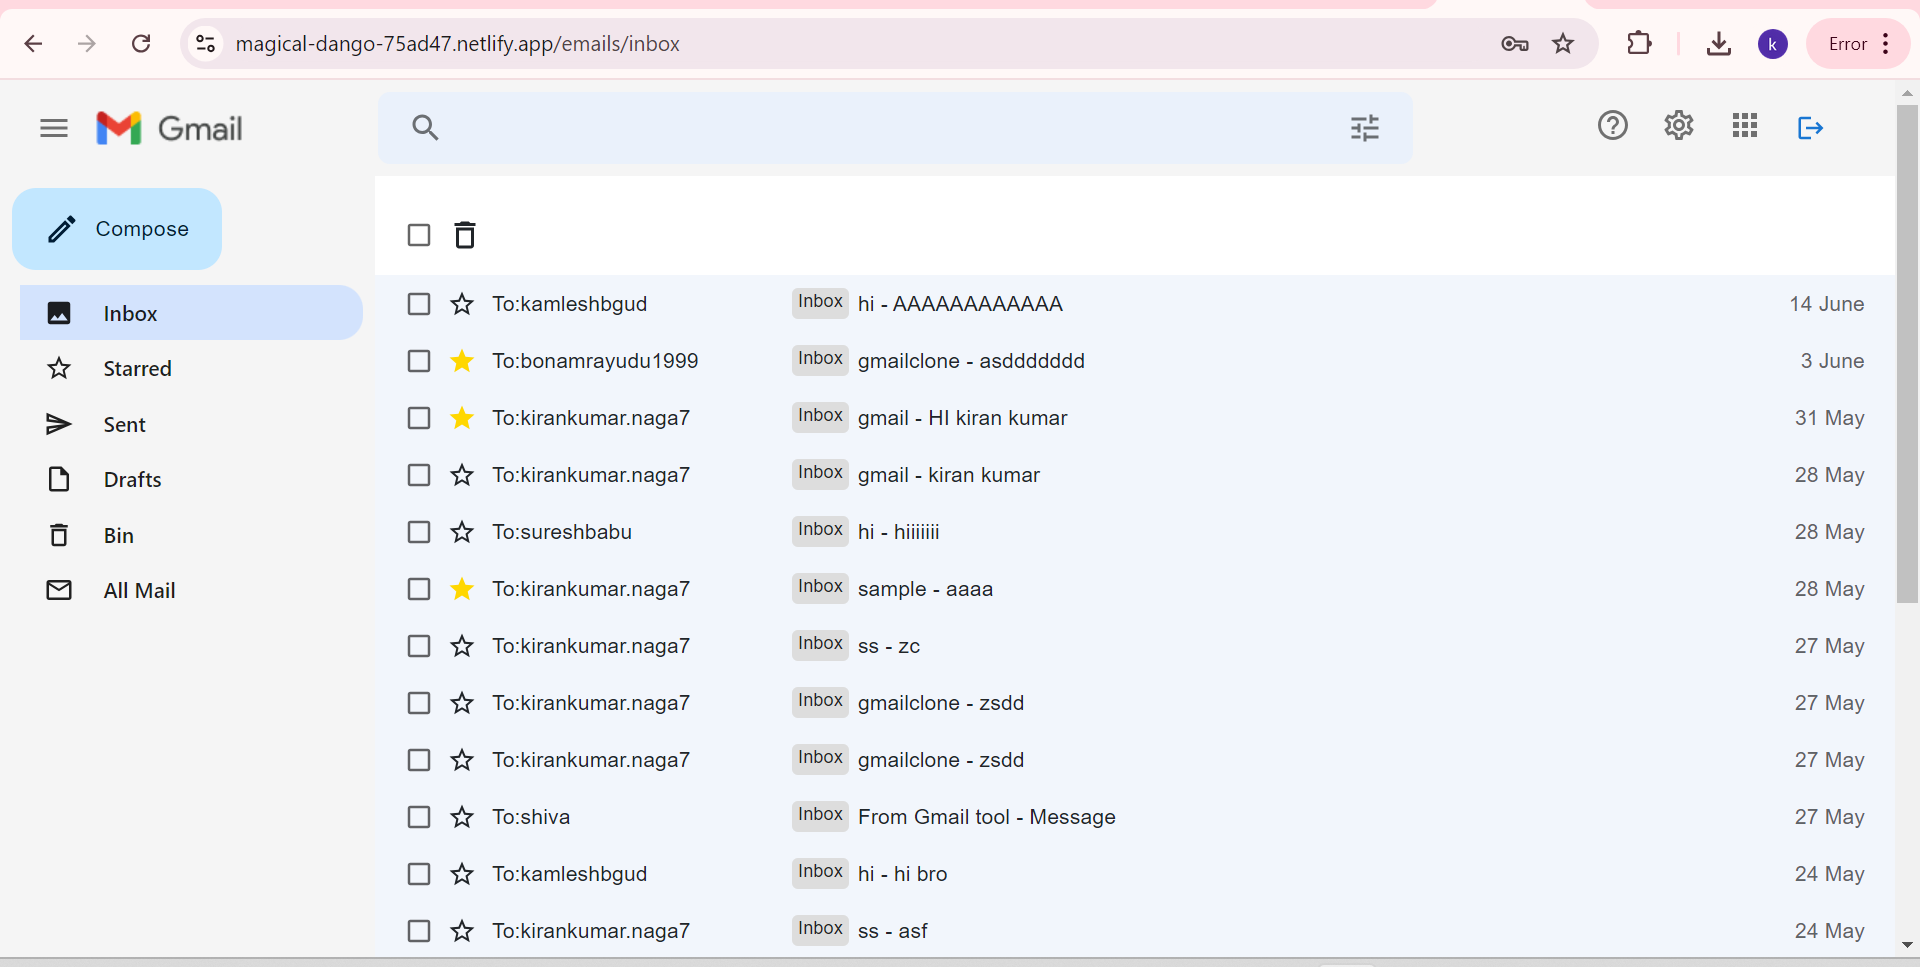 magical-dango-75ad47.netlify.app/emails/inbox
k
Error
Gmail
Compose
Inbox
Starred
Sent
Drafts
Bin
All Mail
To:kamleshbgud Inbox hi - AAAAAAAAAAAA 14 June
To:bonamrayudu1999 Inbox gmailclone - asddddddd 3 June
To:kirankumar.naga7 Inbox gmail - HI kiran kumar 31 May
To:kirankumar.naga7 Inbox gmail - kiran kumar 28 May
To:sureshbabu Inbox hi - hiiiiiii 28 May
To:kirankumar.naga7 Inbox sample - aaaa 28 May
To:kirankumar.naga7 Inbox ss - zc 27 May
To:kirankumar.naga7 Inbox gmailclone - zsdd 27 May
To:kirankumar.naga7 Inbox gmailclone - zsdd 27 May
To:shiva Inbox From Gmail tool - Message 27 May
To:kamleshbgud Inbox hi - hi bro 24 May
To:kirankumar.naga7 Inbox ss - asf 24 May